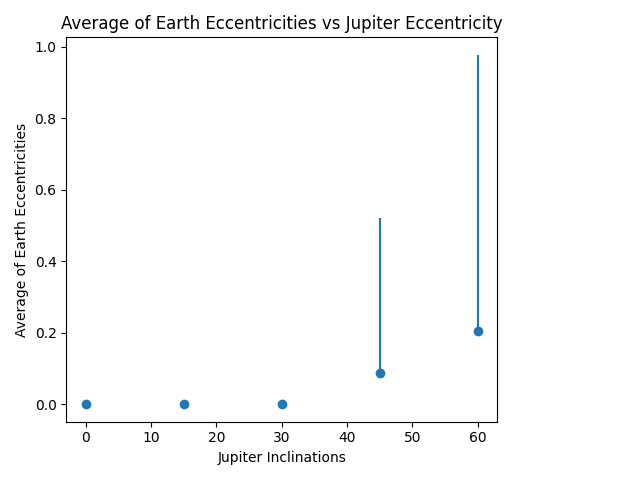 Average of Earth Eccentricities vs Jupiter Eccentricity
1.0
0.8
0.6
0.4
0.2
0.0
Average of Earth Eccentricities
0 10 20 30 40 50 60
Jupiter Inclinations